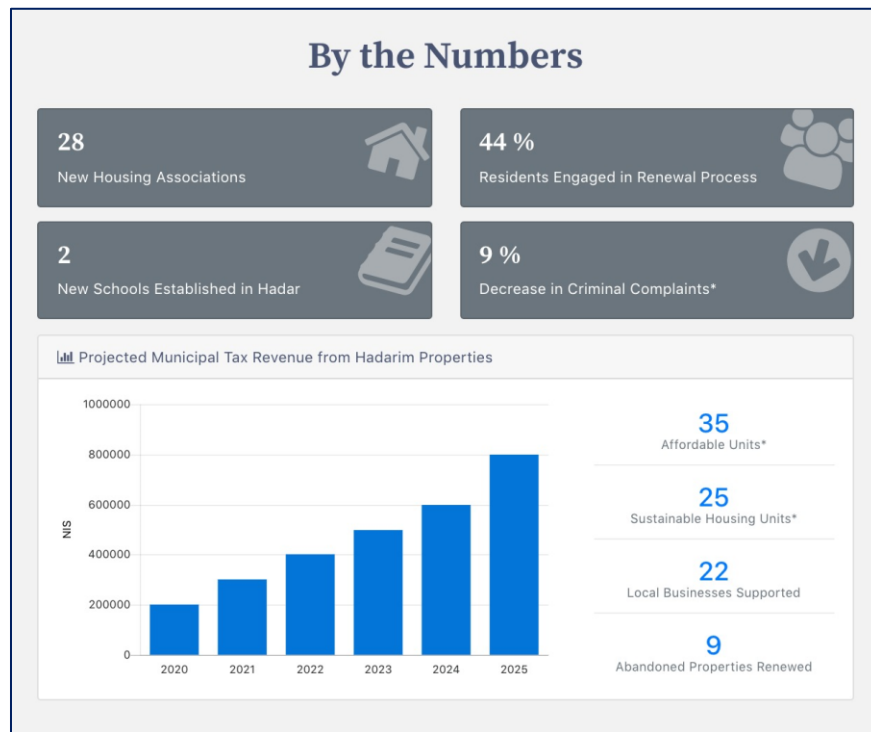 By the Numbers
28
New Housing Associations
44 %
Residents Engaged in Renewal Process
2
New Schools Established in Hadar
9 %
Decrease in Criminal Complaints*
Projected Municipal Tax Revenue from Hadarim Properties
1000000
800000
600000
400000
200000
0
NIS
2020 2021 2022 2023 2024 2025
35
Affordable Units*
25
Sustainable Housing Units*
22
Local Businesses Supported
9
Abandoned Properties Renewed